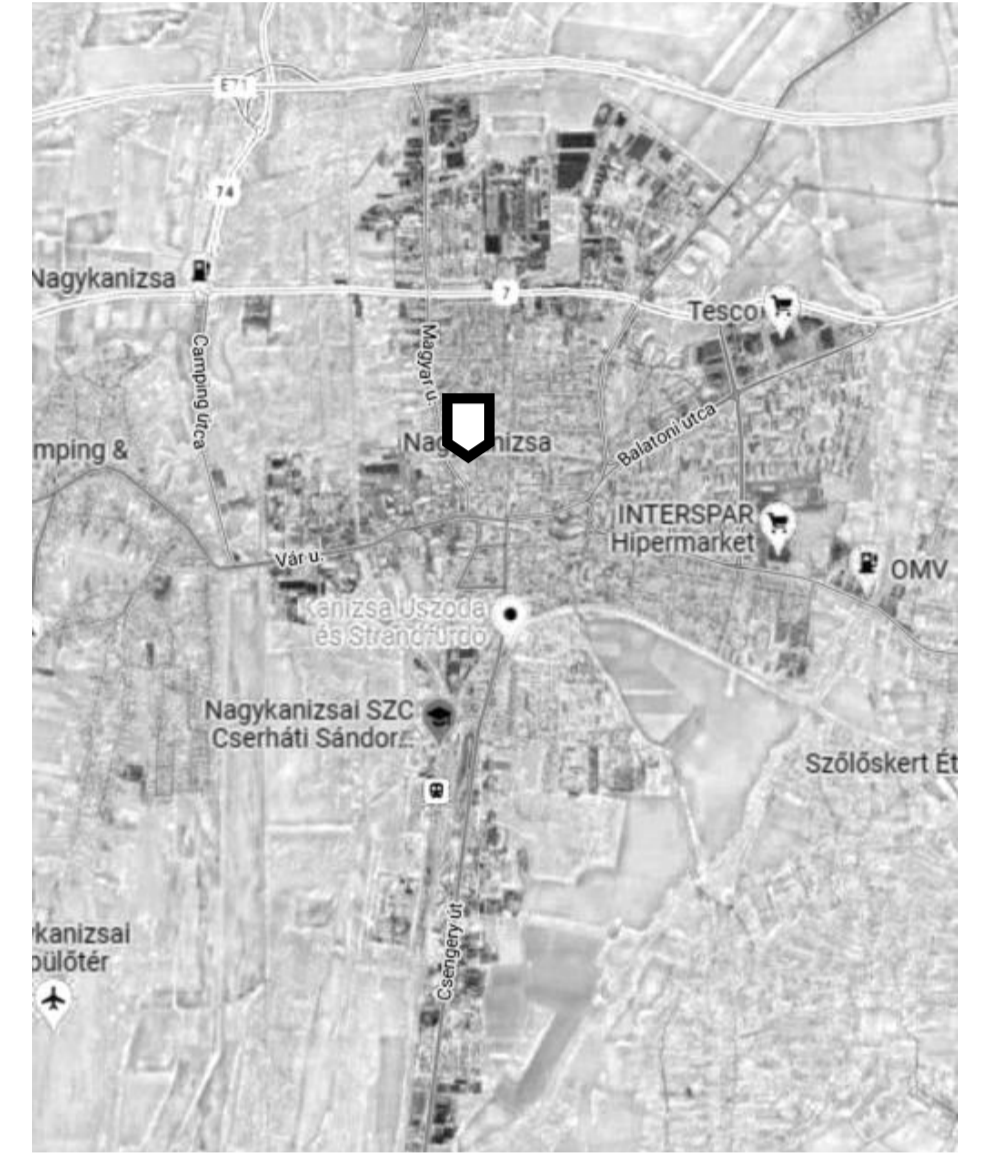 E71
74
Nagykanizsa
7
Tesco
Magyar u.
Camping utca
mping &
Balatoni utca
INTERSPAR
Hipermarket
OMV
Vár u.
Kanizsa Uszoda
és Strandfürdő
Nagykanizsai SZC
Cserháti Sándor...
Szőlőskert Ét
Csengery út
ykanizsai
pülőtér